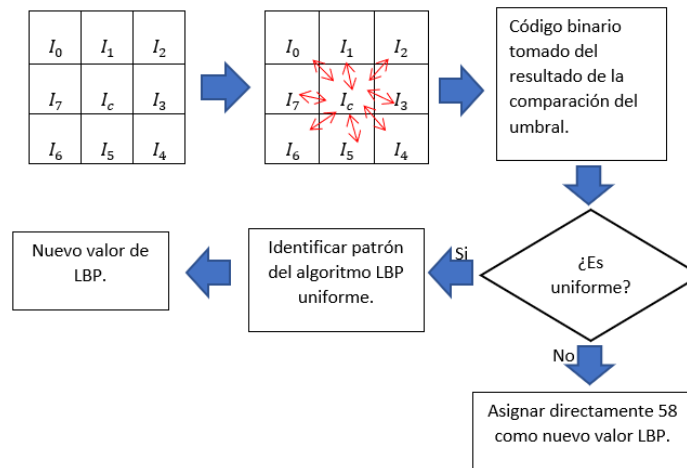 I₀ I₁ I₂
I₇ I꜀ I₃
I₆ I₅ I₄
I₀ I₁ I₂
I₇ I꜀ I₃
I₆ I₅ I₄
Código binario
tomado del
resultado de la
comparación del
umbral.
¿Es
uniforme?
Si
Identificar patrón
del algoritmo LBP
uniforme.
Nuevo valor de
LBP.
No
Asignar directamente 58
como nuevo valor LBP.